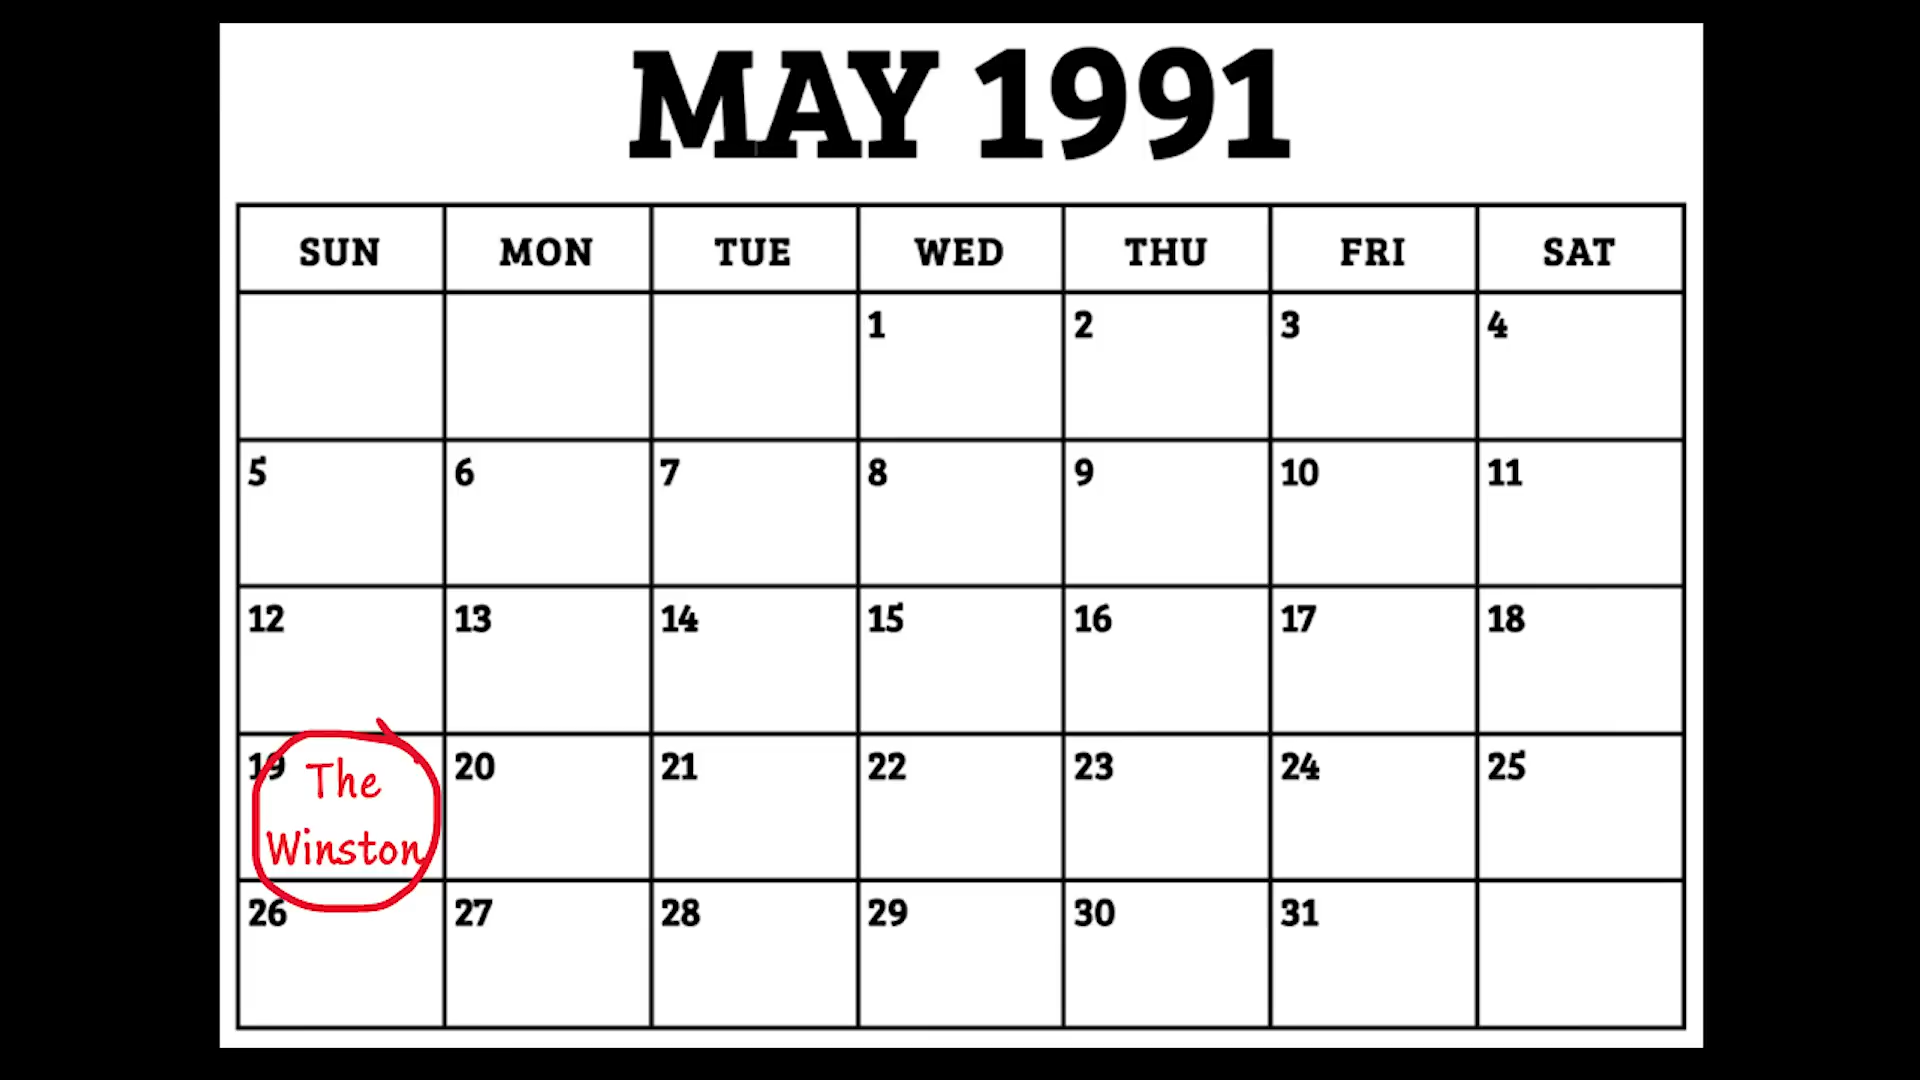 MAY 1991
SUN MON TUE WED THU FRI SAT
1 2 3 4
5 6 7 8 9 10 11
12 13 14 15 16 17 18
19 20 21 22 23 24 25
The
Winston
26 27 28 29 30 31